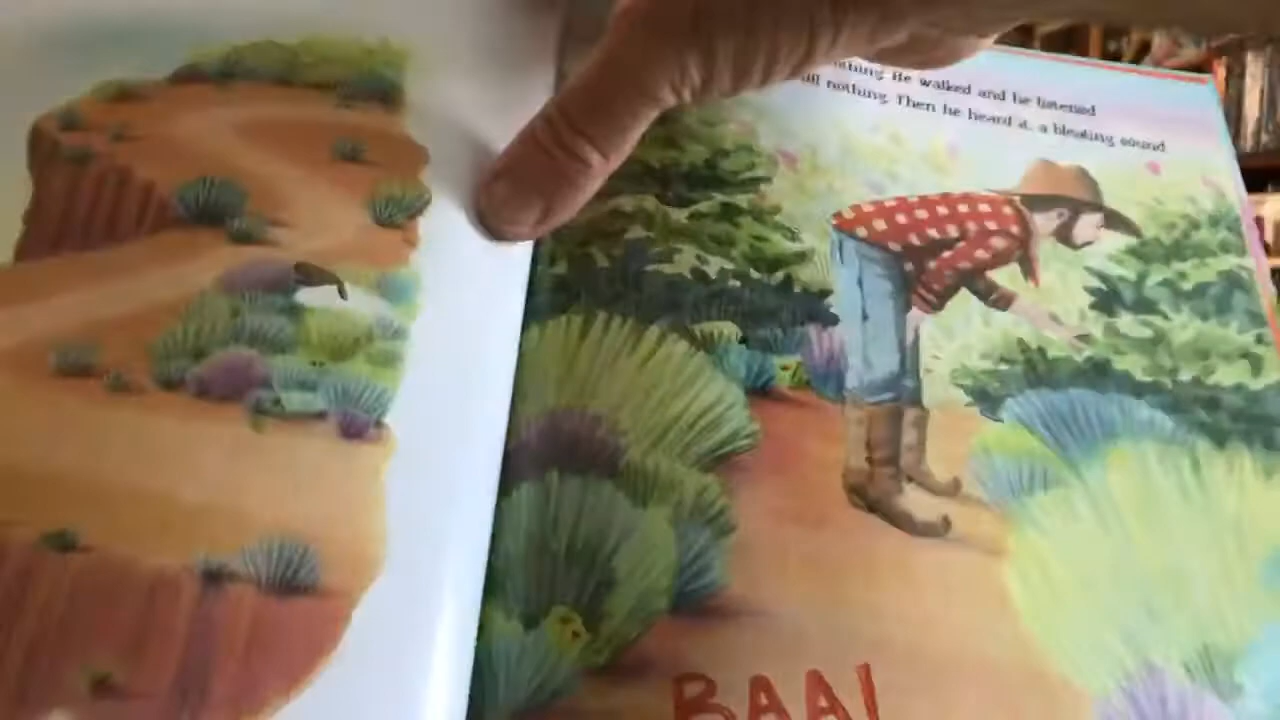 He walked and he listened
nothing. Then he heard it, a bleating sound
BAA!